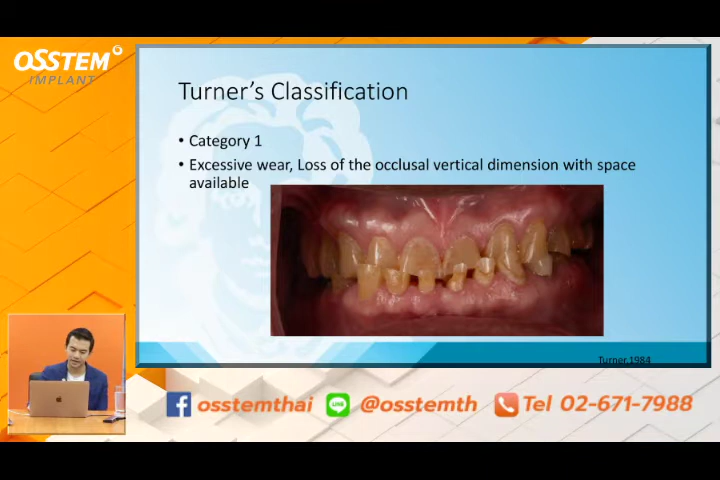 OSSTEM
IMPLANT
Turner's Classification
• Category 1
• Excessive wear, Loss of the occlusal vertical dimension with space
available
Turner,1984
osstemthai
LINE
@osstemth
Tel 02-671-7988